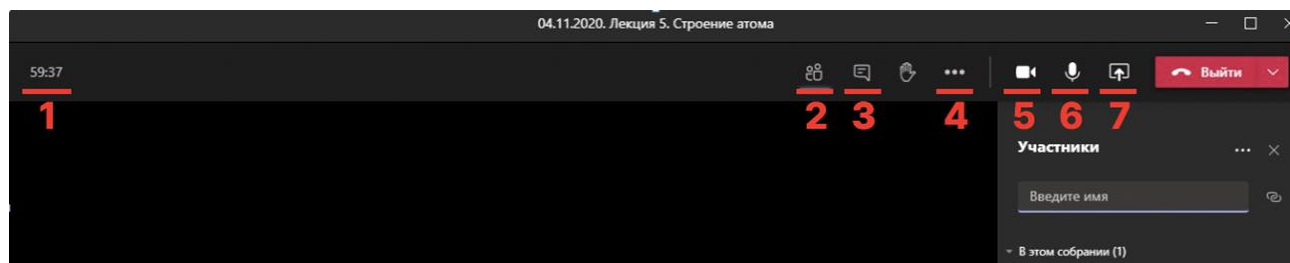 04.11.2020. Лекция 5. Строение атома
59:37
Выйти
1
2
3
4
5
6
7
Участники
Введите имя
В этом собрании (1)